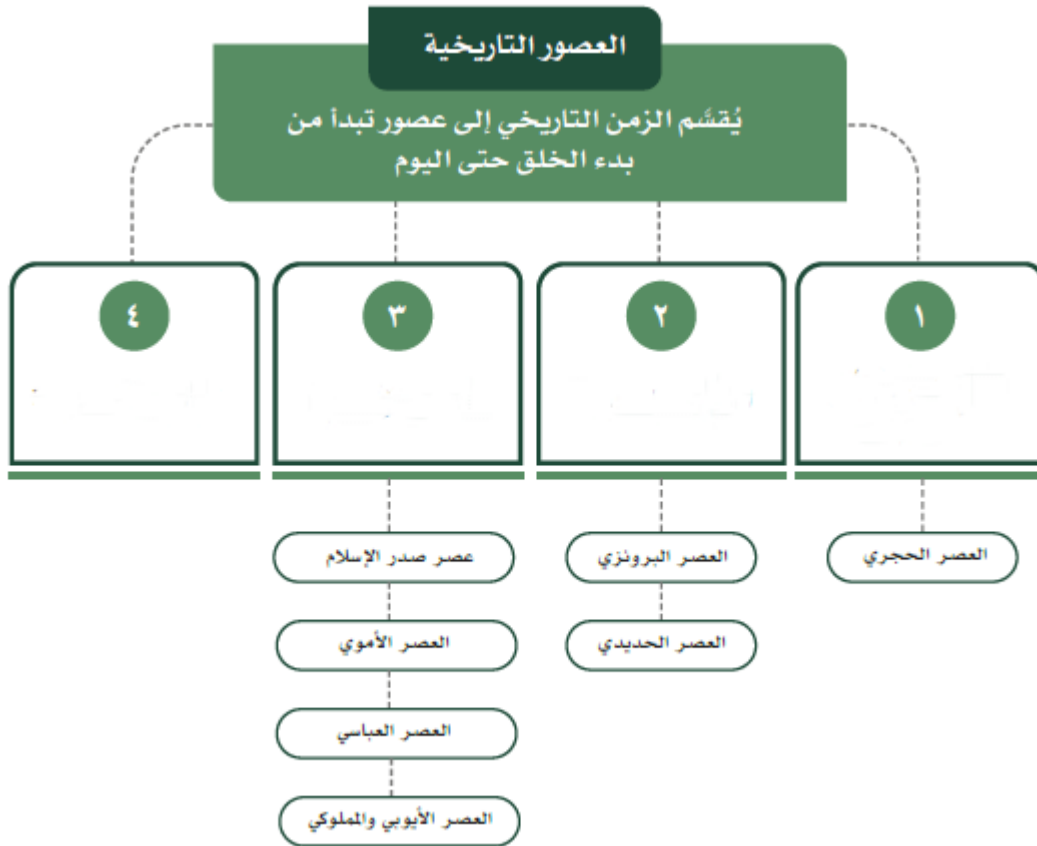 العصور التاريخية
يُقسَّم الزمن التاريخي إلى عصور تبدأ من
بدء الخلق حتى اليوم
١
٢
٣
٤
العصر الحجري
العصر البرونزي
العصر الحديدي
عصر صدر الإسلام
العصر الأموي
العصر العباسي
العصر الأيوبي والمملوكي